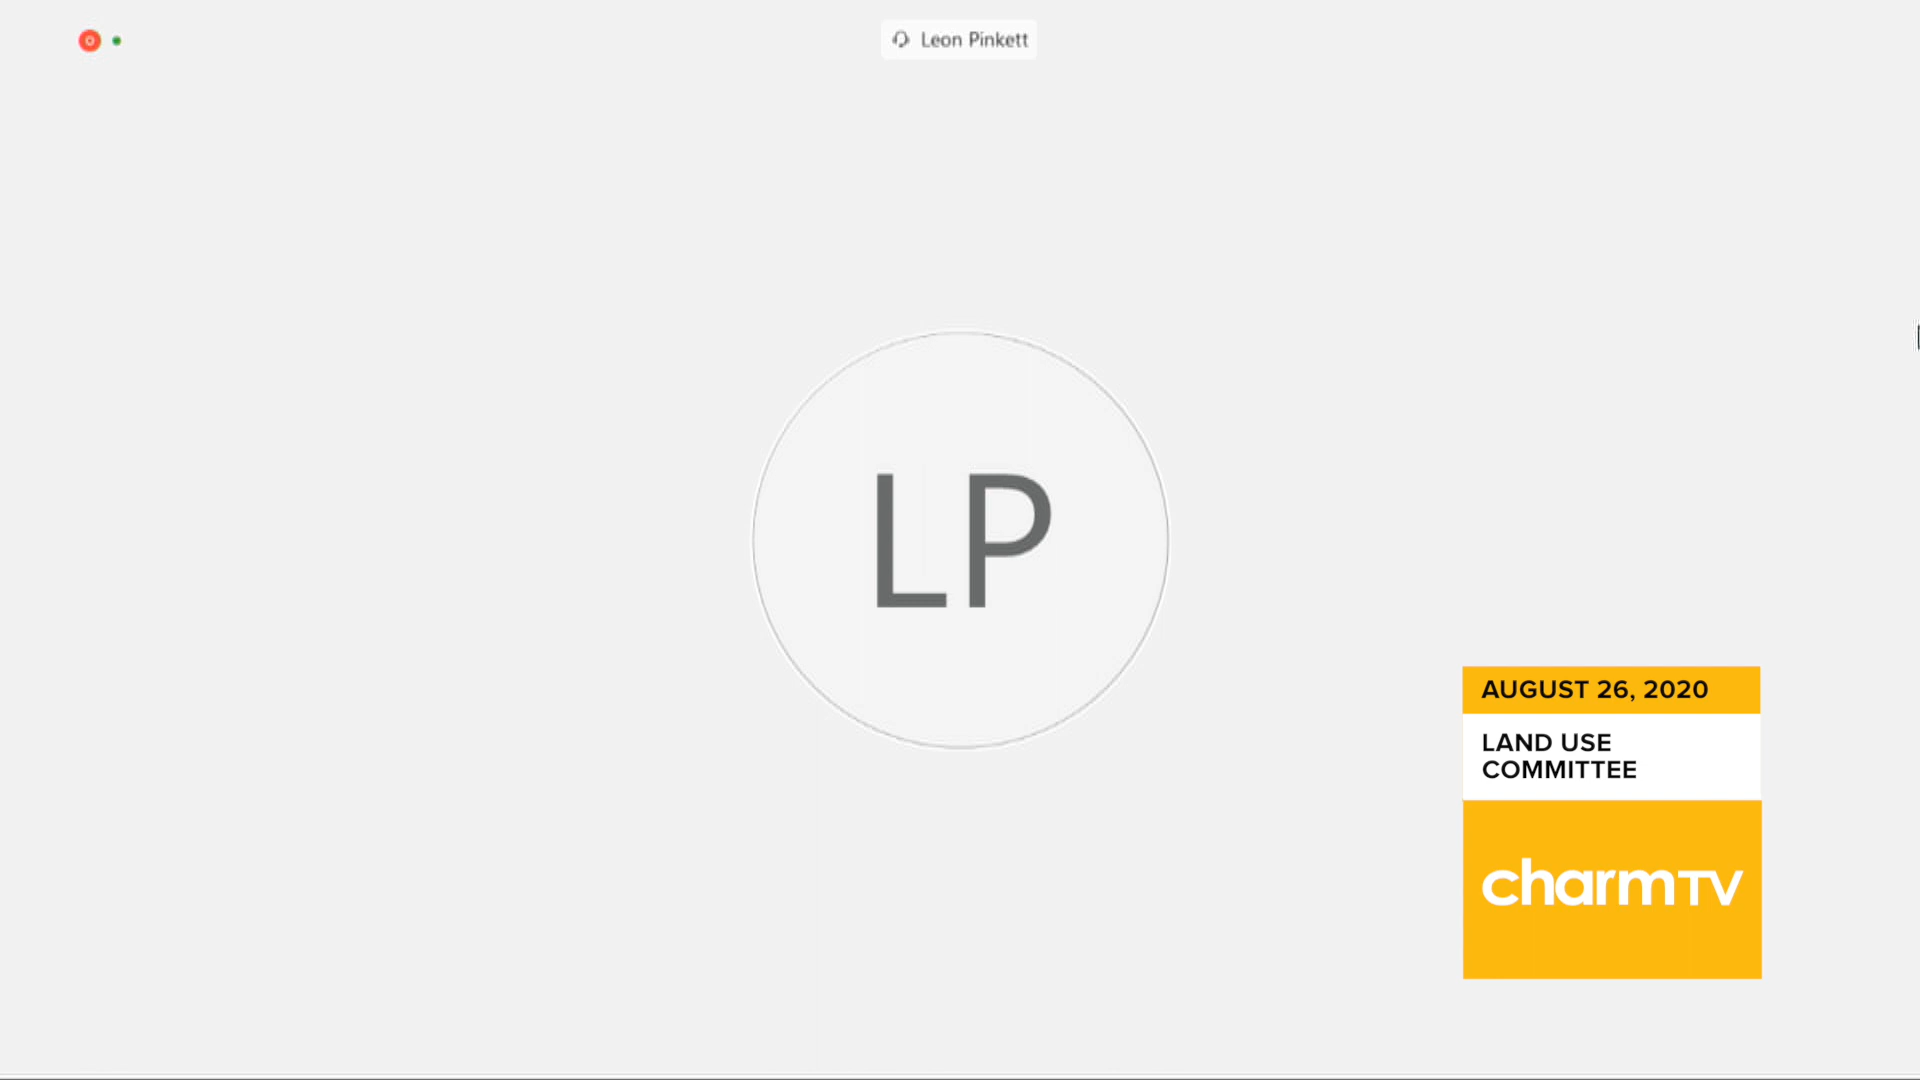 Leon Pinkett
LP
AUGUST 26, 2020
LAND USE
COMMITTEE
charmTV